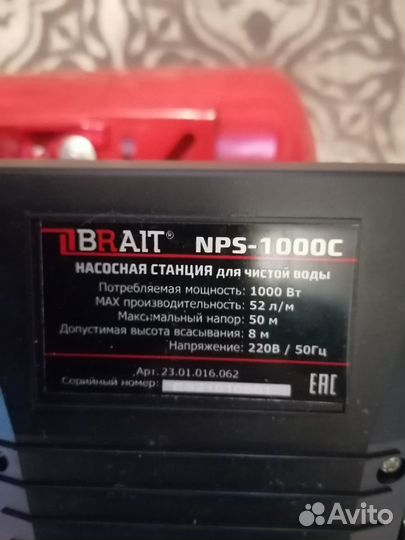 BRAIT® NPS-1000C
НАСОСНАЯ СТАНЦИЯ для чистой воды
Потребляемая мощность: 1000 Вт
MAX производительность: 52 л/м
Максимальный напор: 50 м
Допустимая высота всасывания: 8 м
Напряжение: 220В / 50Гц
Арт. 23.01.016.062
Серийный номер:
EAC
Avito